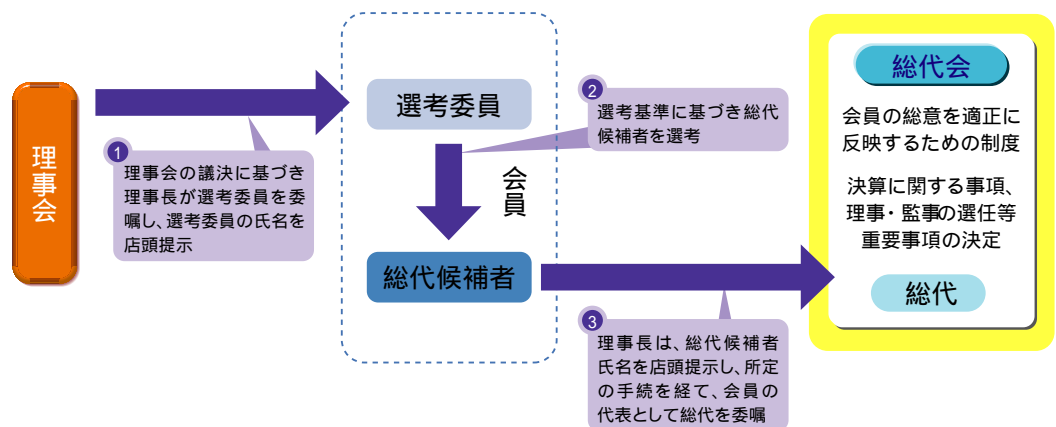 理事会
1
理事会の議決に基づき
理事長が選考委員を委
嘱し、選考委員の氏名を
店頭提示
選考委員
2
選考基準に基づき総代
候補者を選考
会員
総代候補者
3
理事長は、総代候補者
氏名を店頭提示し、所定
の手続を経て、会員の
代表として総代を委嘱
総代会
会員の総意を適正に
反映するための制度
決算に関する事項、
理事・監事の選任等
重要事項の決定
総代